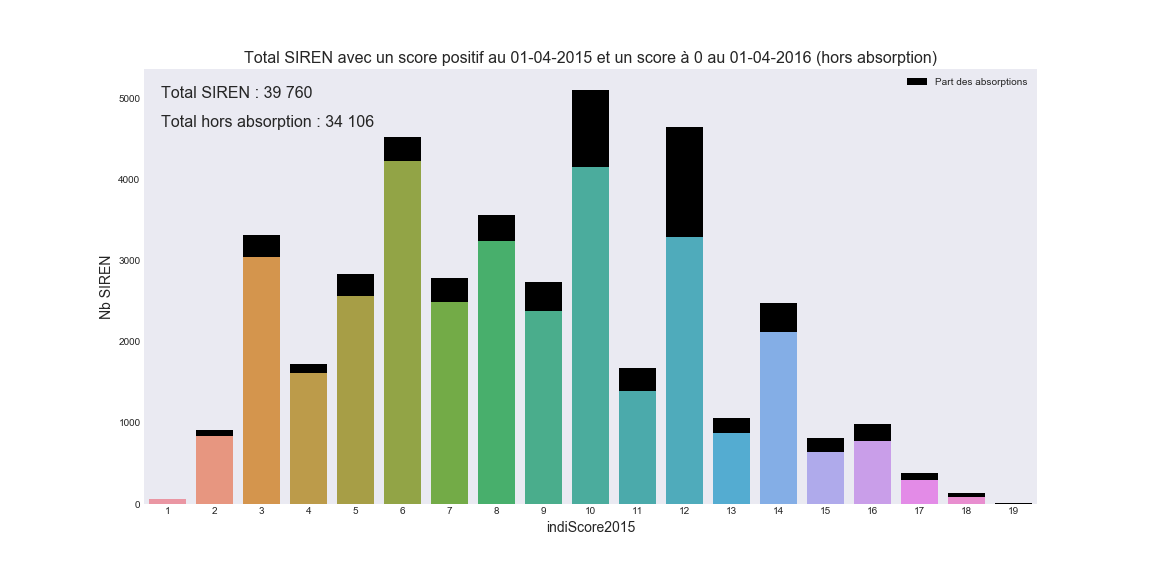 Total SIREN avec un score positif au 01-04-2015 et un score à 0 au 01-04-2016 (hors absorption)
Total SIREN : 39 760
Total hors absorption : 34 106
Part des absorptions
Nb SIREN
5000
4000
3000
2000
1000
0
1 2 3 4 5 6 7 8 9 10 11 12 13 14 15 16 17 18 19
indiScore2015